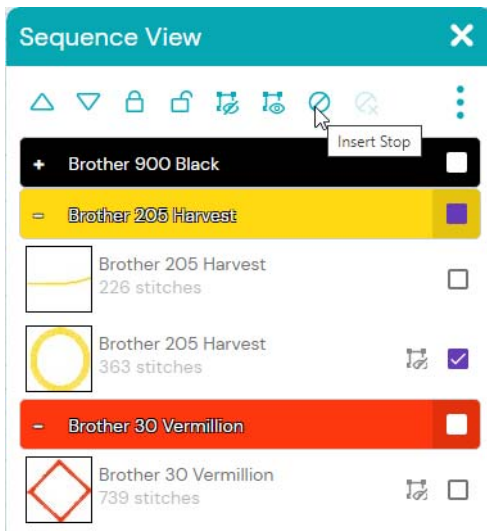 Sequence View
Insert Stop
Brother 900 Black
Brother 205 Harvest
Brother 205 Harvest
226 stitches
Brother 205 Harvest
363 stitches
Brother 30 Vermillion
Brother 30 Vermillion
739 stitches